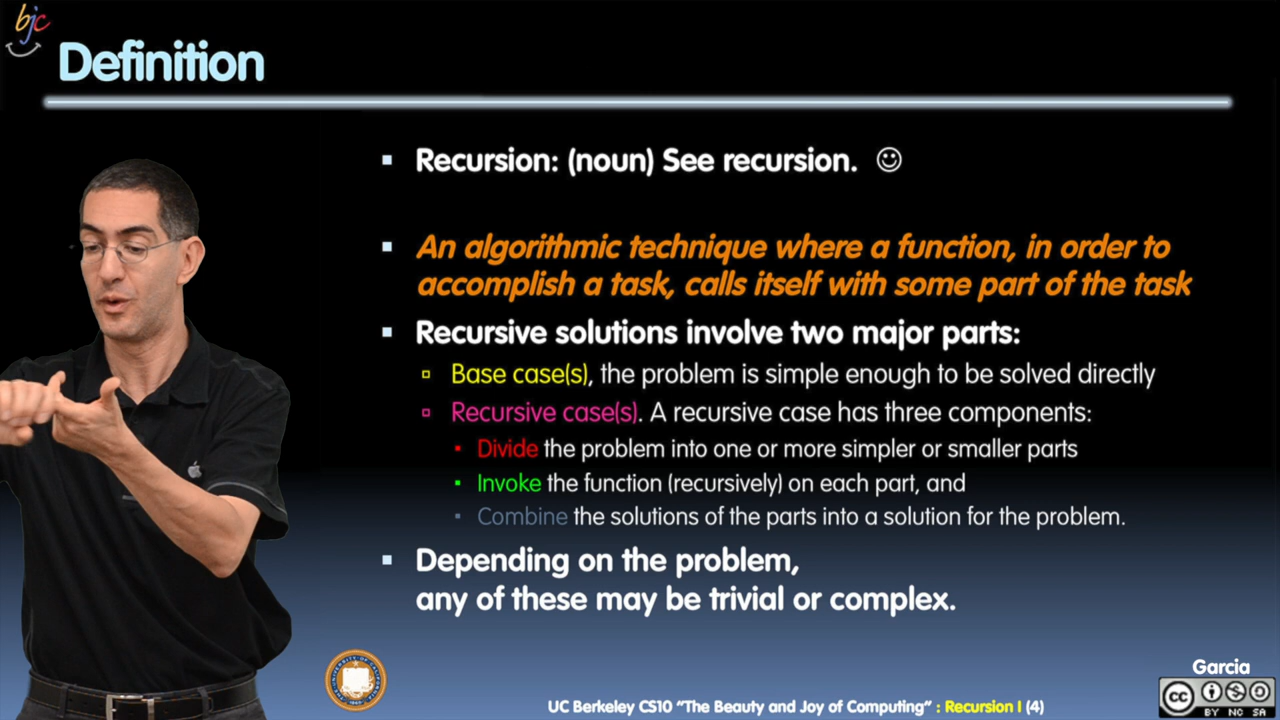 bjc
Definition
Recursion: (noun) See recursion. ☺
An algorithmic technique where a function, in order to
accomplish a task, calls itself with some part of the task
Recursive solutions involve two major parts:
Base case(s), the problem is simple enough to be solved directly
Recursive case(s). A recursive case has three components:
Divide the problem into one or more simpler or smaller parts
Invoke the function (recursively) on each part, and
Combine the solutions of the parts into a solution for the problem.
Depending on the problem,
any of these may be trivial or complex.
Garcia
UC Berkeley CS10 “The Beauty and Joy of Computing” : Recursion I (4)
cc
BY NC SA